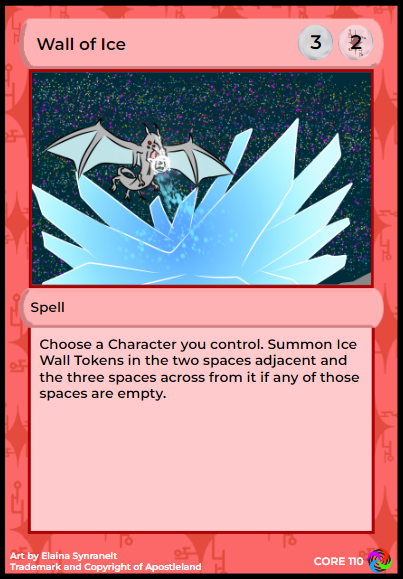 Wall of Ice
3 2
Spell
Choose a Character you control. Summon Ice
Wall Tokens in the two spaces adjacent and
the three spaces across from it if any of those
spaces are empty.
Art by Elaina Synranelt
Trademark and Copyright of Apostleland
CORE 110